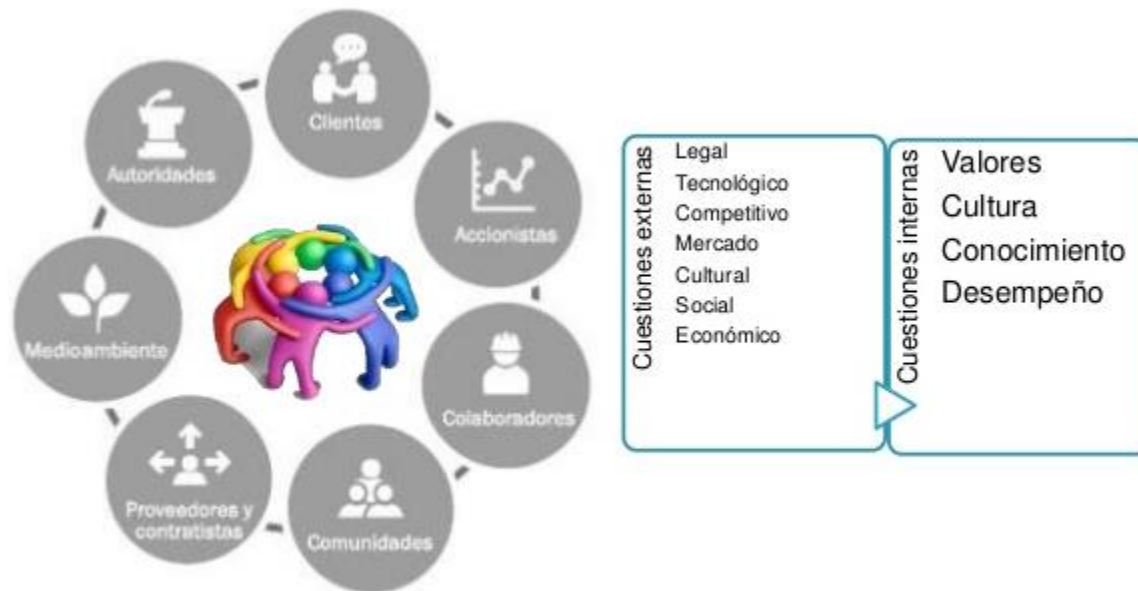 Clientes
Accionistas
Colaboradores
Comunidades
Proveedores y
contratistas
Medioambiente
Autoridades
Cuestiones externas
Legal
Tecnológico
Competitivo
Mercado
Cultural
Social
Económico
Cuestiones internas
Valores
Cultura
Conocimiento
Desempeño